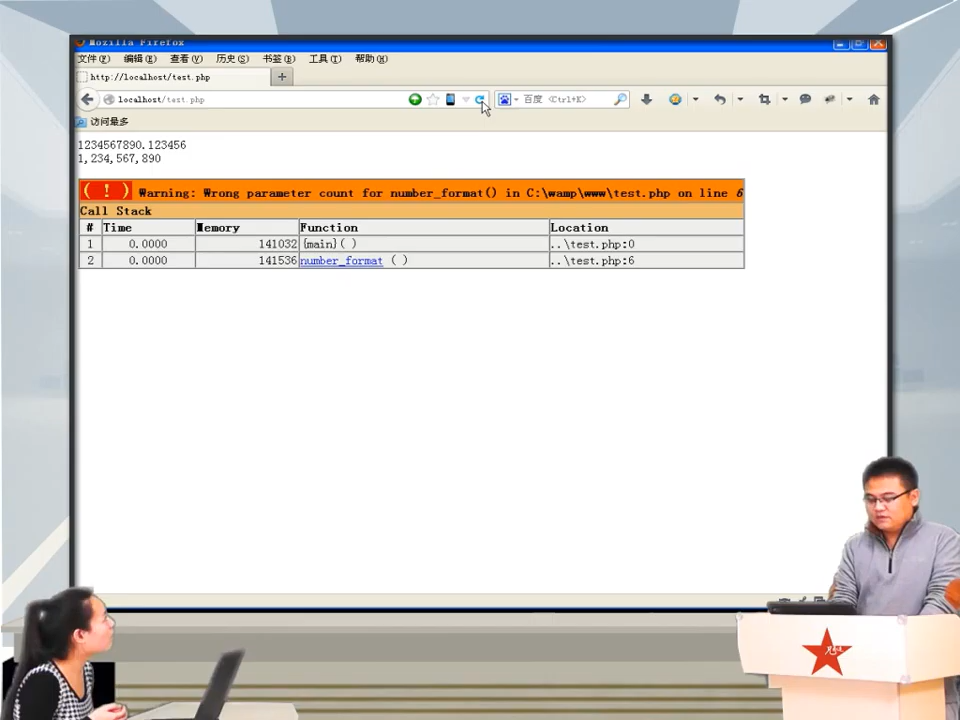 Mozilla Firefox
文件(F) 编辑(E) 查看(V) 历史(S) 书签(B) 工具(T) 帮助(H)
http://localhost/test.php +
localhost/test.php 百度 <Ctrl+K>
访问最多
1234567890.123456
1,234,567,890
( ! ) Warning: Wrong parameter count for number_format() in C:\wamp\www\test.php on line 6
Call Stack
# Time Memory Function Location
1 0.0000 141032 {main}( ) ..\test.php:0
2 0.0000 141536 number_format ( ) ..\test.php:6